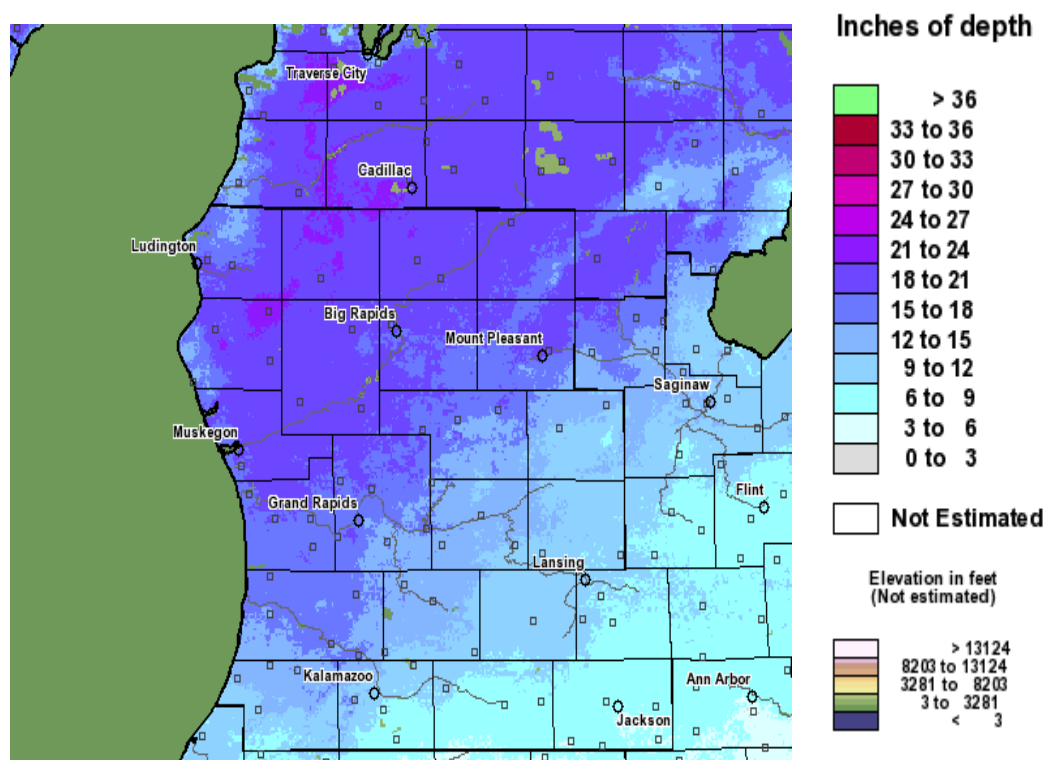 Inches of depth
> 36
33 to 36
30 to 33
27 to 30
24 to 27
21 to 24
18 to 21
15 to 18
12 to 15
9 to 12
6 to 9
3 to 6
0 to 3
Not Estimated
Elevation in feet
(Not estimated)
> 13124
8203 to 13124
3281 to 8203
3 to 3281
< 3
Traverse City
Cadillac
Ludington
Big Rapids
Mount Pleasant
Saginaw
Muskegon
Grand Rapids
Flint
Lansing
Kalamazoo
Ann Arbor
Jackson